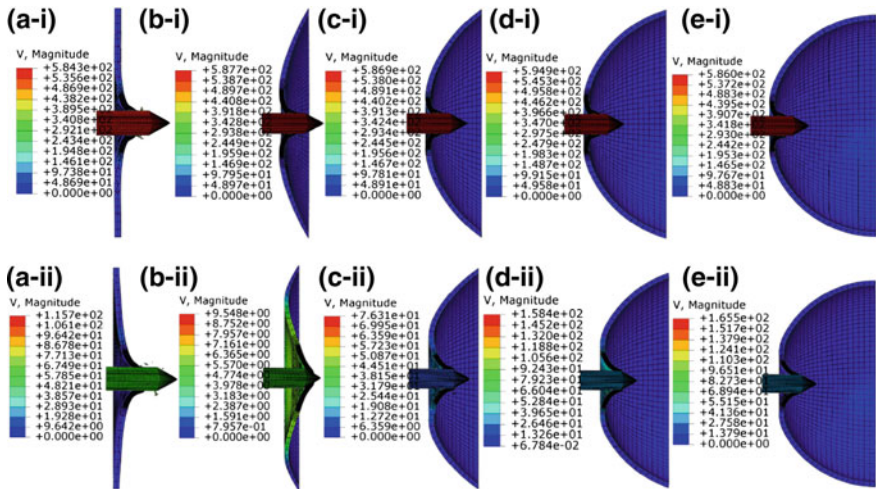 (a-i)
V, Magnitude
+5.843e+02
+5.356e+02
+4.869e+02
+4.382e+02
+3.895e+02
+3.408e+02
+2.921e+02
+2.434e+02
+1.948e+02
+1.461e+02
+9.738e+01
+4.869e+01
+0.000e+00
(b-i)
V, Magnitude
+5.877e+02
+5.387e+02
+4.897e+02
+4.408e+02
+3.918e+02
+3.428e+02
+2.938e+02
+2.449e+02
+1.959e+02
+1.469e+02
+9.795e+01
+4.897e+01
+0.000e+00
(c-i)
V, Magnitude
+5.869e+02
+5.380e+02
+4.891e+02
+4.402e+02
+3.913e+02
+3.424e+02
+2.934e+02
+2.445e+02
+1.956e+02
+1.467e+02
+9.781e+01
+4.891e+01
+0.000e+00
(d-i)
V, Magnitude
+5.949e+02
+5.453e+02
+4.958e+02
+4.462e+02
+3.966e+02
+3.470e+02
+2.975e+02
+2.479e+02
+1.983e+02
+1.487e+02
+9.915e+01
+4.958e+01
+0.000e+00
(e-i)
V, Magnitude
+5.860e+02
+5.372e+02
+4.883e+02
+4.395e+02
+3.907e+02
+3.418e+02
+2.930e+02
+2.442e+02
+1.953e+02
+1.465e+02
+9.767e+01
+4.883e+01
+0.000e+00
(a-ii)
V, Magnitude
+1.157e+02
+1.061e+02
+9.642e+01
+8.678e+01
+7.713e+01
+6.749e+01
+5.785e+01
+4.821e+01
+3.857e+01
+2.893e+01
+1.928e+01
+9.642e+00
+0.000e+00
(b-ii)
V, Magnitude
+9.548e+00
+8.752e+00
+7.957e+00
+7.161e+00
+6.365e+00
+5.570e+00
+4.774e+00
+3.978e+00
+3.183e+00
+2.387e+00
+1.591e+00
+7.957e-01
+0.000e+00
(c-ii)
V, Magnitude
+7.631e+01
+6.995e+01
+6.359e+01
+5.723e+01
+5.087e+01
+4.451e+01
+3.815e+01
+3.179e+01
+2.544e+01
+1.908e+01
+1.272e+01
+6.359e+00
+0.000e+00
(d-ii)
V, Magnitude
+1.584e+02
+1.452e+02
+1.320e+02
+1.188e+02
+1.056e+02
+9.243e+01
+7.923e+01
+6.604e+01
+5.284e+01
+3.965e+01
+2.646e+01
+1.326e+01
+6.784e-02
(e-ii)
V, Magnitude
+1.655e+02
+1.517e+02
+1.379e+02
+1.241e+02
+1.103e+02
+9.651e+01
+8.273e+01
+6.894e+01
+5.515e+01
+4.136e+01
+2.758e+01
+1.379e+01
+0.000e+00